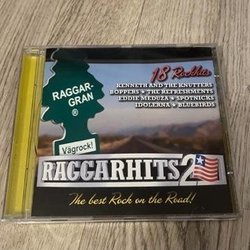 18 Rockhits
KENNETH AND THE KNUTTERS
BOPPERS ★ THE REFRESHMENTS
EDDIE MEDUZA ★ SPOTNICKS
IDOLERNA ★ BLUEBIRDS
RAGGAR-
GRAN
®
Vägrock!
RAGGARHITS 2
The best Rock on the Road!